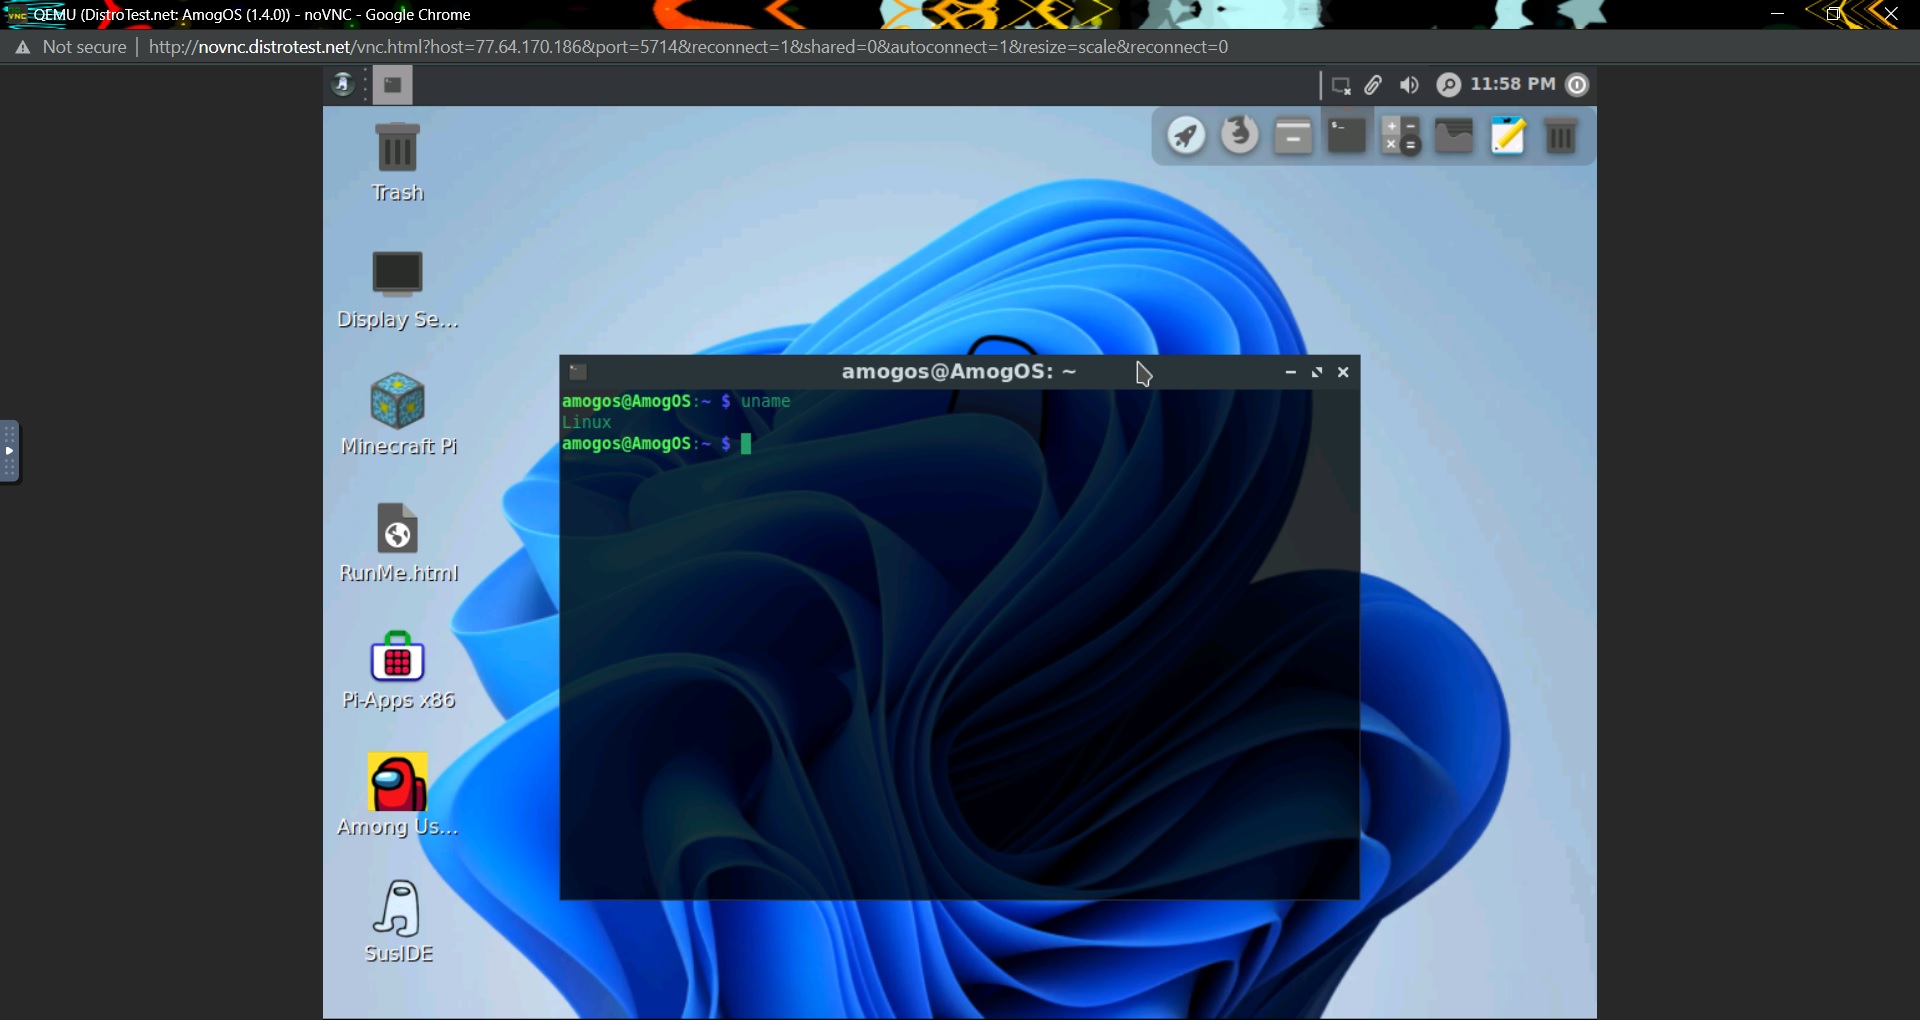 QEMU (DistroTest.net: AmogOS (1.4.0)) - noVNC - Google Chrome
Not secure | http://novnc.distrotest.net/vnc.html?host=77.64.170.186&port=5714&reconnect=1&shared=0&autoconnect=1&resize=scale&reconnect=0
11:58 PM
Trash
Display Se...
Minecraft Pi
RunMe.html
Pi-Apps x86
Among Us...
SusIDE
amogos@AmogOS: ~
amogos@AmogOS:~ $ uname
Linux
amogos@AmogOS:~ $